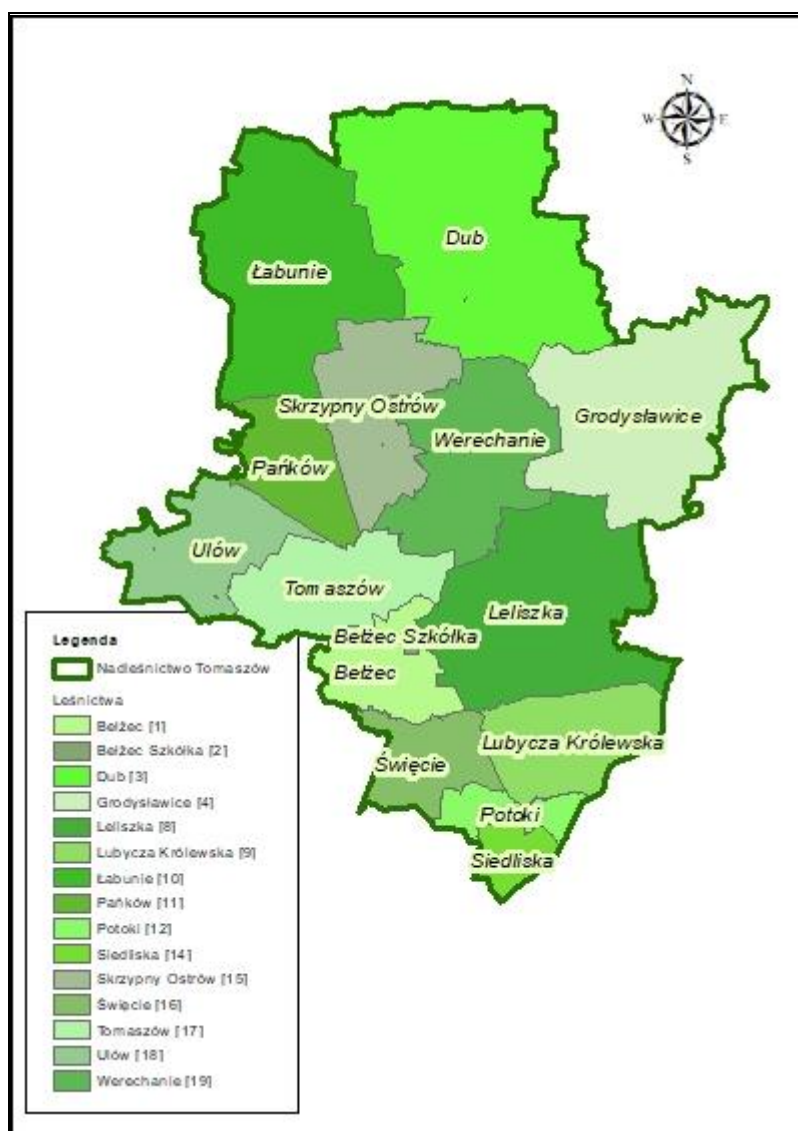 N
W E
S
Dub
Łabunie
Skrzypny Ostrów
Grodysławice
Werechanie
Pańków
Ulów
Tomaszów
Leliszka
Bełżec Szkółka
Bełżec
Lubycza Królewska
Święcie
Potoki
Siedliska
Legenda
Nadleśnictwo Tomaszów
Leśnictwa
Bełżec [1]
Bełżec Szkółka [2]
Dub [3]
Grodysławice [4]
Leliszka [8]
Lubycza Królewska [9]
Łabunie [10]
Pańków [11]
Potoki [12]
Siedliska [14]
Skrzypny Ostrów [15]
Święcie [16]
Tomaszów [17]
Ulów [18]
Werechanie [19]